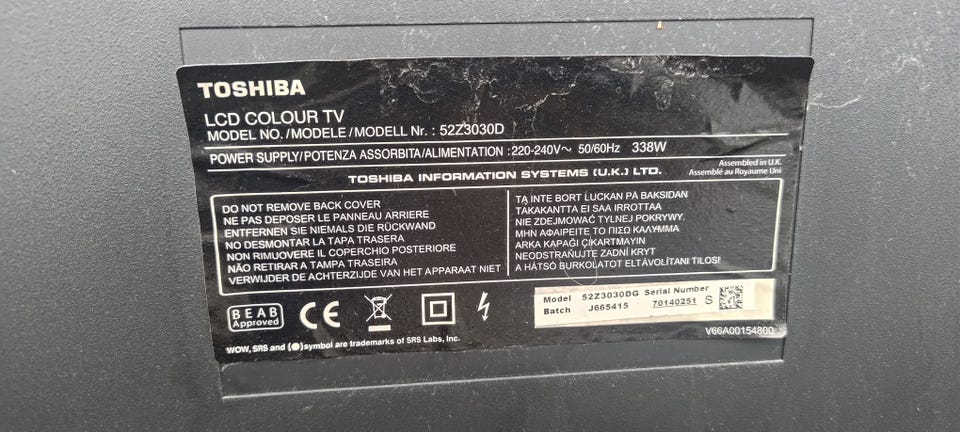 TOSHIBA
LCD COLOUR TV
MODEL NO./MODELE/MODELL Nr. : 52Z3030D
POWER SUPPLY/POTENZA ASSORBITA/ALIMENTATION :220-240V～ 50/60Hz 338W
TOSHIBA INFORMATION SYSTEMS (U.K.) LTD.
Assembled in U.K.
Assemblé au Royaume Uni
DO NOT REMOVE BACK COVER
NE PAS DEPOSER LE PANNEAU ARRIERE
ENTFERNEN SIE NIEMALS DIE RÜCKWAND
NO DESMONTAR LA TAPA TRASERA
NON RIMUOVERE IL COPERCHIO POSTERIORE
NÃO RETIRAR A TAMPA TRASEIRA
VERWIJDER DE ACHTERZIJDE VAN HET APPARAAT NIET
TA INTE BORT LUCKAN PÅ BAKSIDAN
TAKAKANTTA EI SAA IRROTTAA
NIE ZDEJMOWAĆ TYLNEJ POKRYWY.
ΜΗΝ ΑΦΑΙΡΕΙΤΕ ΤΟ ΠΙΣΩ ΚΑΛΥΜΜΑ
ARKA KAPAĞI ÇIKARTMAYIN
NEODSTRAŇUJTE ZADNÍ KRYT
A HÁTSÓ BURKOLATOT ELTÁVOLÍTANI TILOS!
BEAB
Approved
CE
Model 52Z3030DG Serial Number
Batch J665415 70140251 S
V66A00154800
WOW, SRS and (●) symbol are trademarks of SRS Labs, Inc.